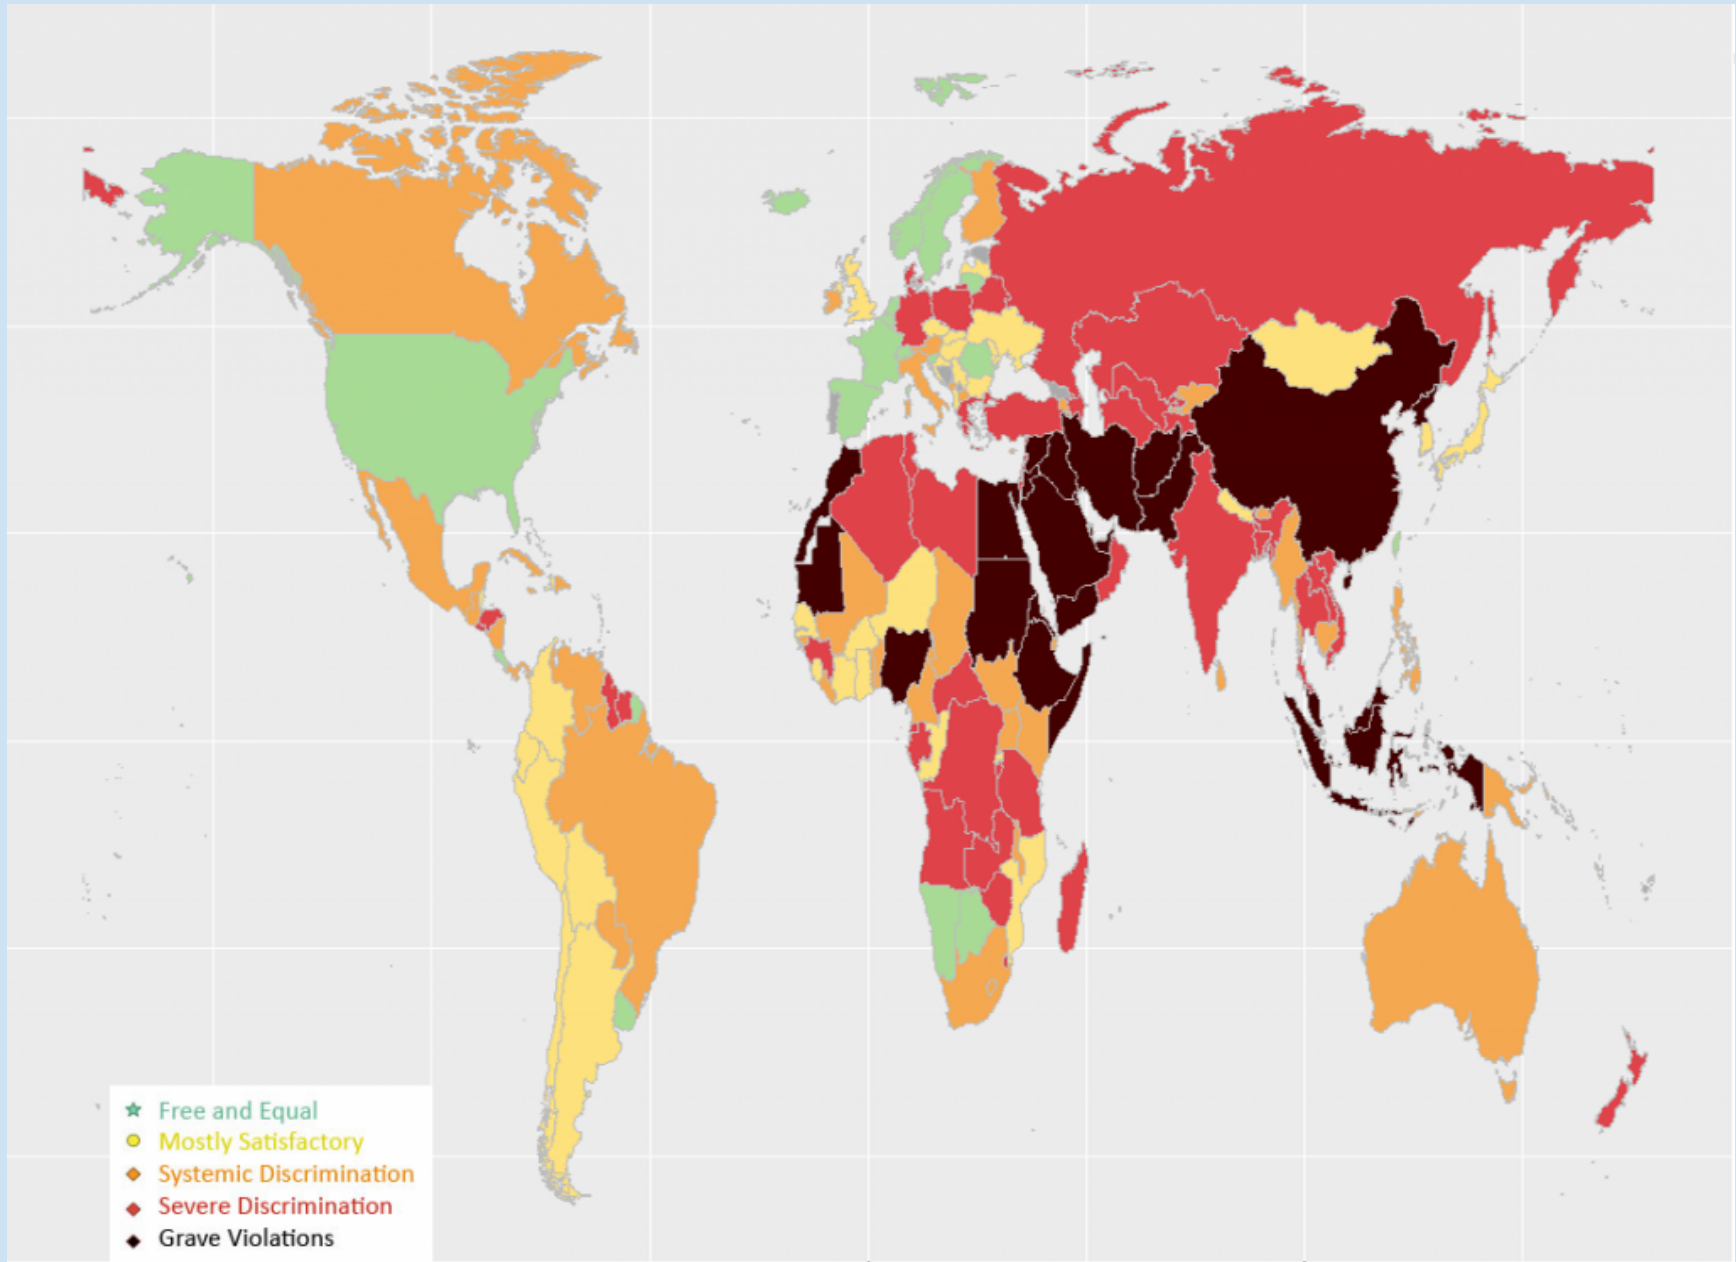 Free and Equal
Mostly Satisfactory
Systemic Discrimination
Severe Discrimination
Grave Violations